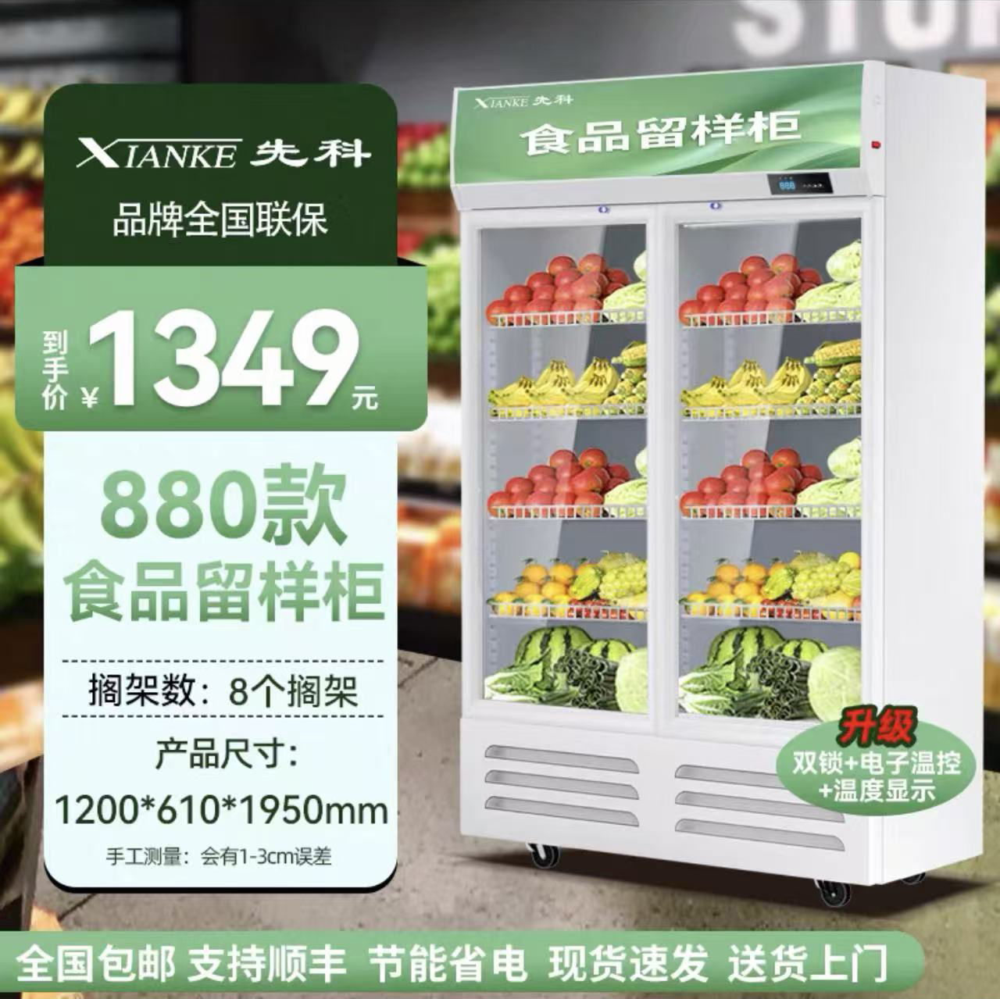 XIANKE 先科
品牌全国联保
到手价 ¥1349元
880款
食品留样柜
搁架数：8个搁架
产品尺寸：
1200*610*1950mm
手工测量：会有1-3cm误差
XIANKE 先科
食品留样柜
升级
双锁+电子温控
+温度显示
全国包邮 支持顺丰 节能省电 现货速发 送货上门